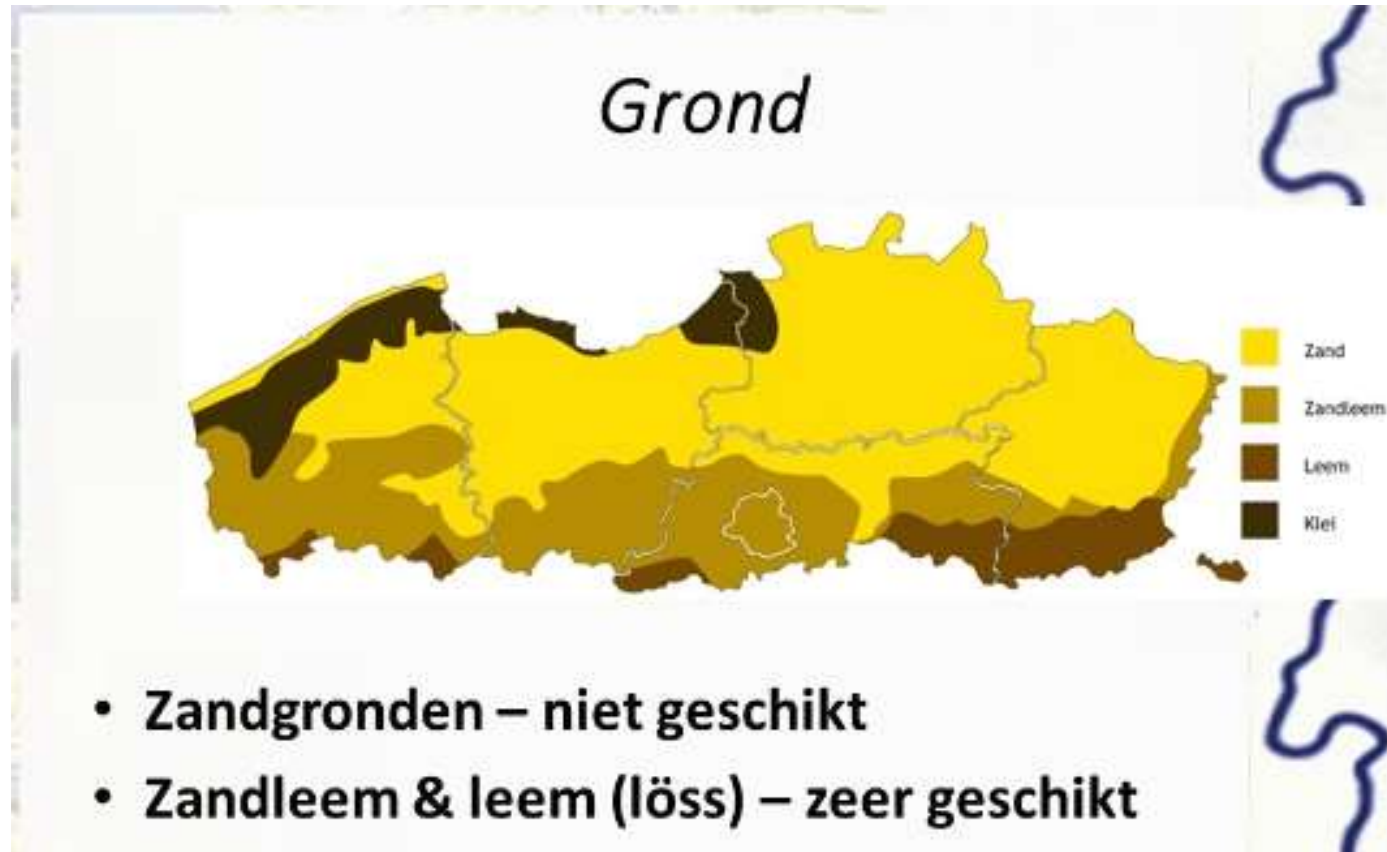 Grond
Zand
Zandleem
Leem
Klei
• Zandgronden – niet geschikt
• Zandleem & leem (löss) – zeer geschikt